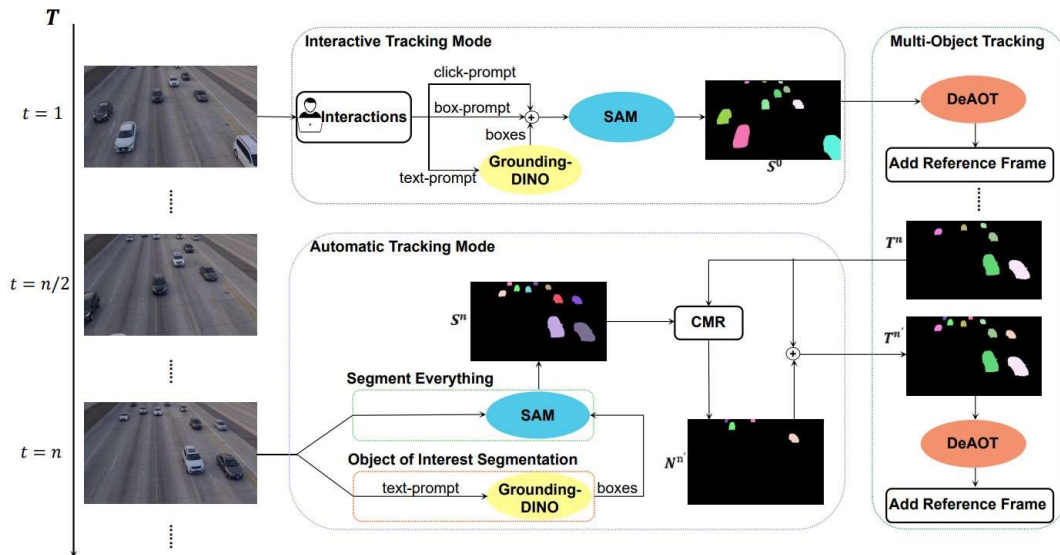 T
Interactive Tracking Mode
Multi-Object Tracking
click-prompt
DeAOT
t = 1
Interactions
box-prompt
SAM
boxes
Grounding-
DINO
text-prompt
S⁰
Add Reference Frame
Automatic Tracking Mode
Tⁿ
t = n/2
Sⁿ
CMR
Tⁿ′
Segment Everything
SAM
t = n
Object of Interest Segmentation
Nⁿ′
DeAOT
text-prompt
Grounding-
DINO
boxes
Add Reference Frame